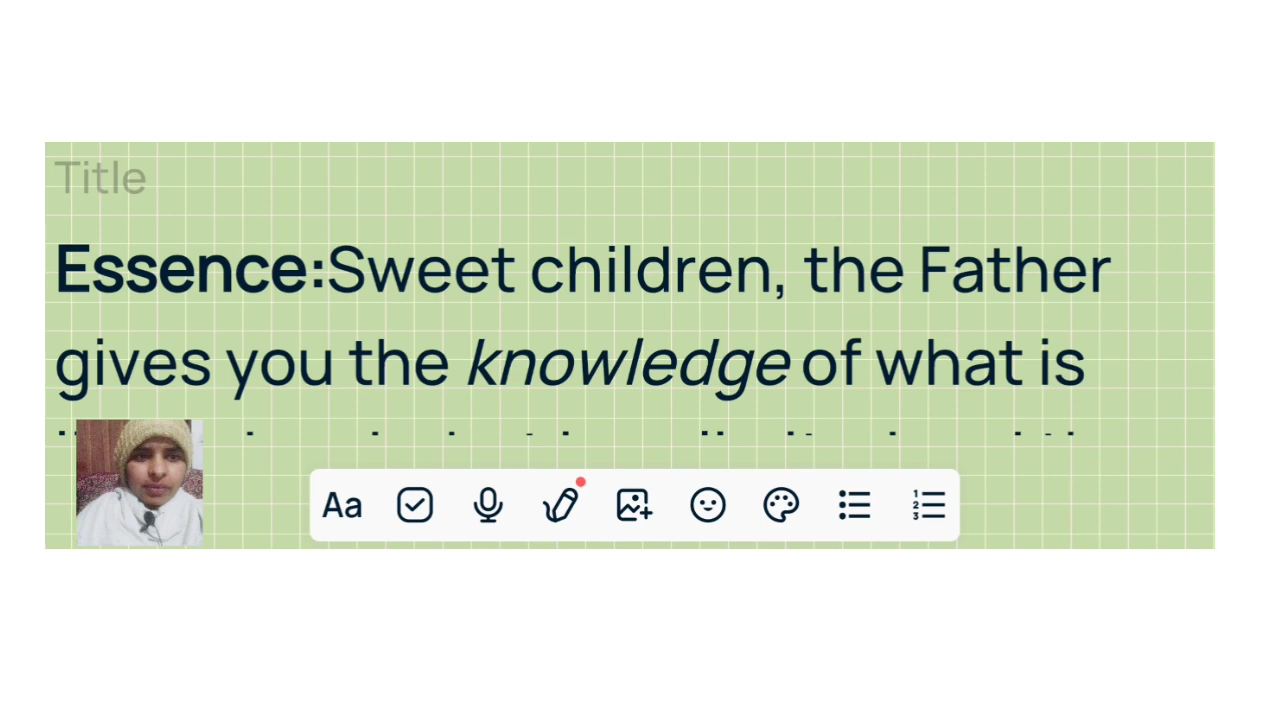 Title
Essence:Sweet children, the Father
gives you the knowledge of what is
Aa